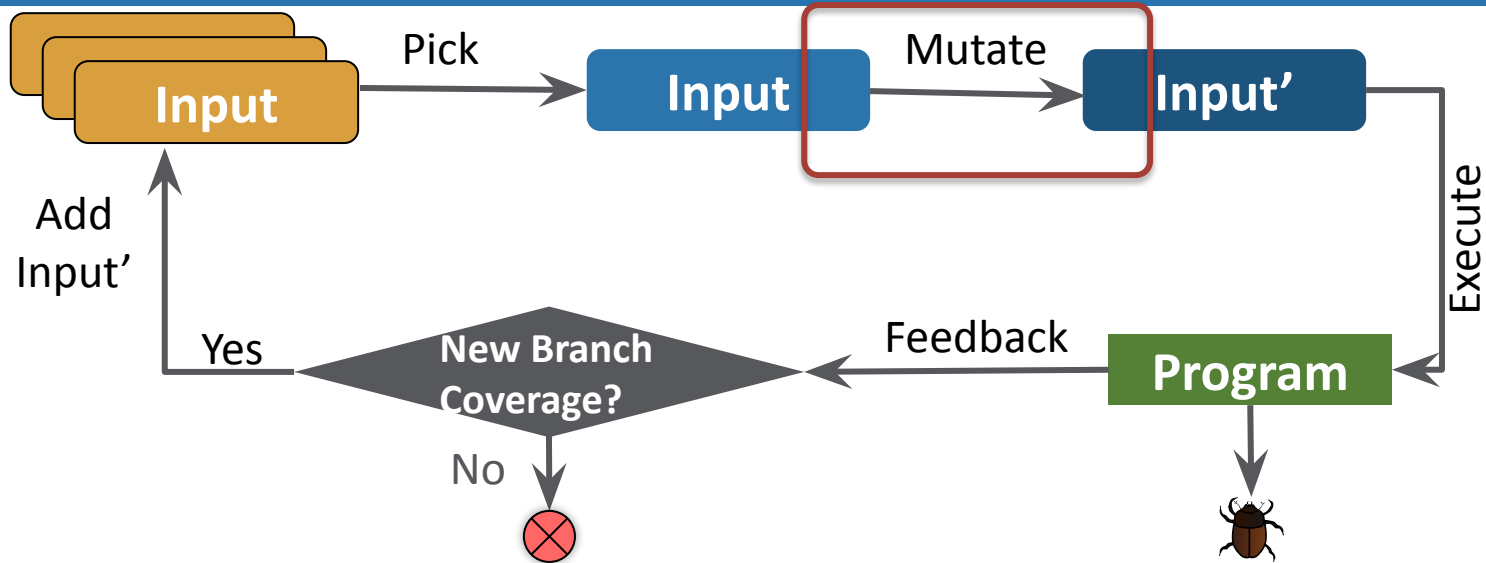 Pick
Mutate
Input
Input
Input’
Add
Input’
Execute
Yes
New Branch
Coverage?
Feedback
Program
No